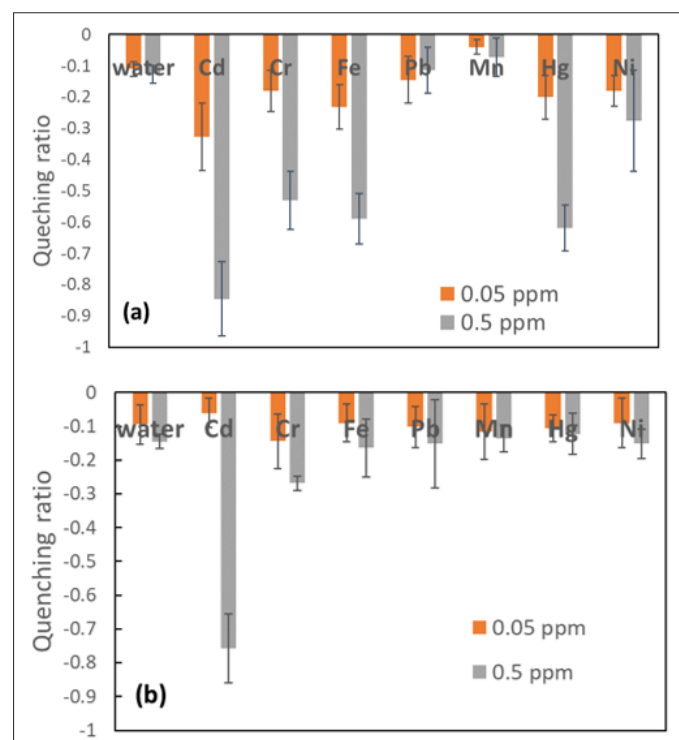 0
-0.1
-0.2
-0.3
-0.4
-0.5
-0.6
-0.7
-0.8
-0.9
-1
Queching ratio
water Cd Cr Fe Pb Mn Hg Ni
0.05 ppm
0.5 ppm
(a)
0
-0.1
-0.2
-0.3
-0.4
-0.5
-0.6
-0.7
-0.8
-0.9
-1
Quenching ratio
water Cd Cr Fe Pb Mn Hg Ni
0.05 ppm
0.5 ppm
(b)